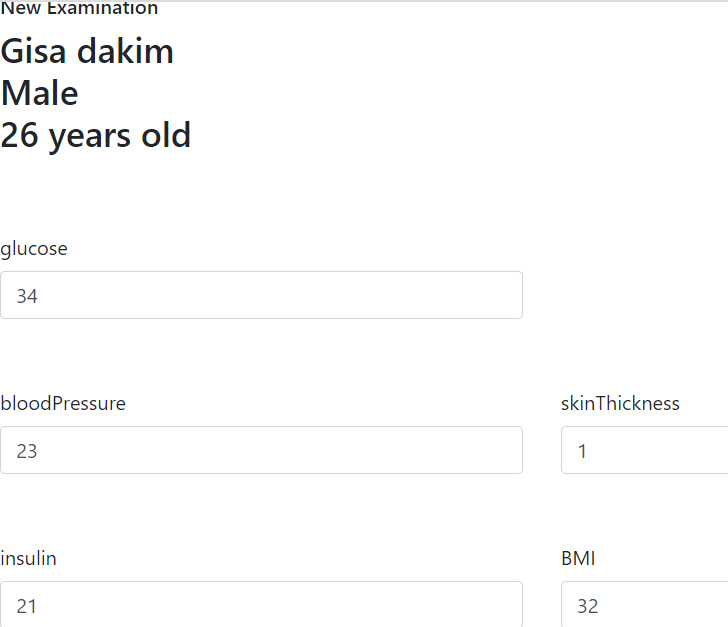 New Examination
Gisa dakim
Male
26 years old
glucose
34
bloodPressure
skinThickness
23
1
insulin
BMI
21
32